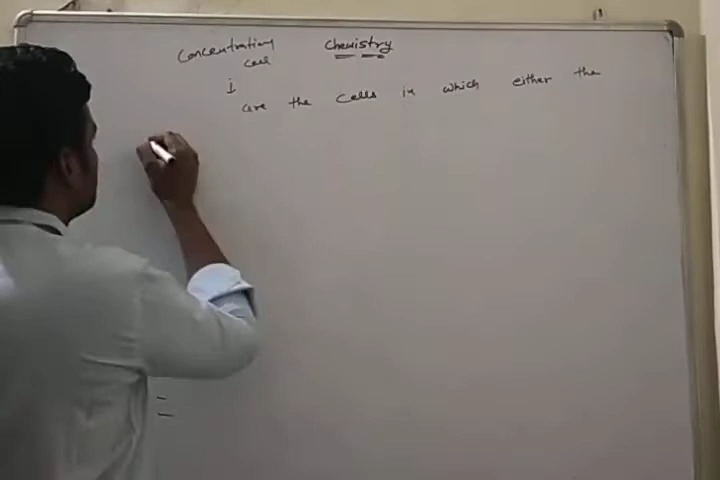 Concentration Chemistry
cell
are the cells in which either the